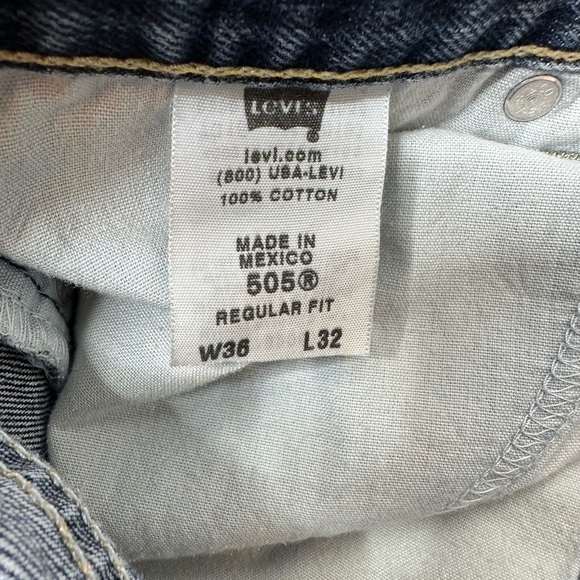 LEVI'S
®
levi.com
(800) USA-LEVI
100% COTTON
MADE IN
MEXICO
505®
REGULAR FIT
W36 L32